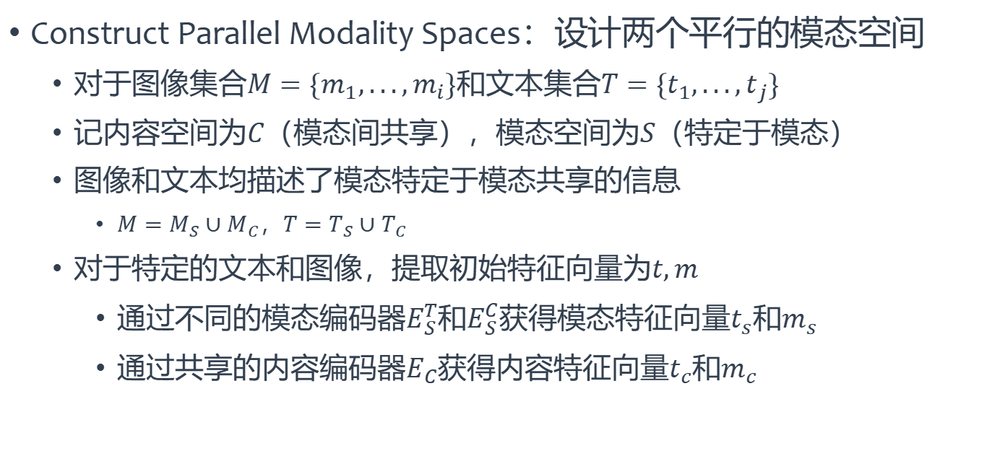 • Construct Parallel Modality Spaces：设计两个平行的模态空间
• 对于图像集合$M = \{m_1, \ldots, m_i\}$和文本集合$T = \{t_1, \ldots, t_j\}$
• 记内容空间为$C$（模态间共享），模态空间为$S$（特定于模态）
• 图像和文本均描述了模态特定于模态共享的信息
• $M = M_S \cup M_C$，$T = T_S \cup T_C$
• 对于特定的文本和图像，提取初始特征向量为$t, m$
• 通过不同的模态编码器$E_S^T$和$E_S^C$获得模态特征向量$t_s$和$m_s$
• 通过共享的内容编码器$E_C$获得内容特征向量$t_c$和$m_c$